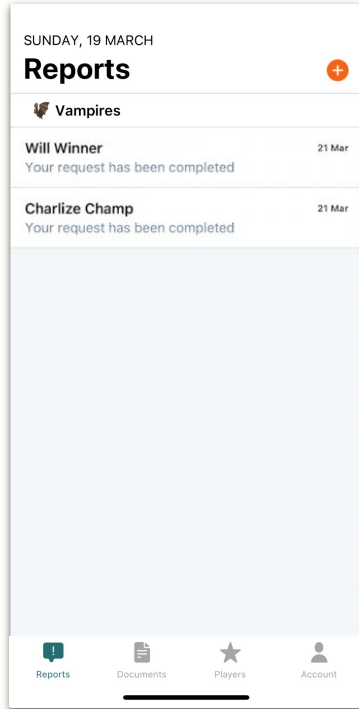 SUNDAY, 19 MARCH
Reports
Vampires
Will Winner 21 Mar
Your request has been completed
Charlize Champ 21 Mar
Your request has been completed
Reports Documents Players Account